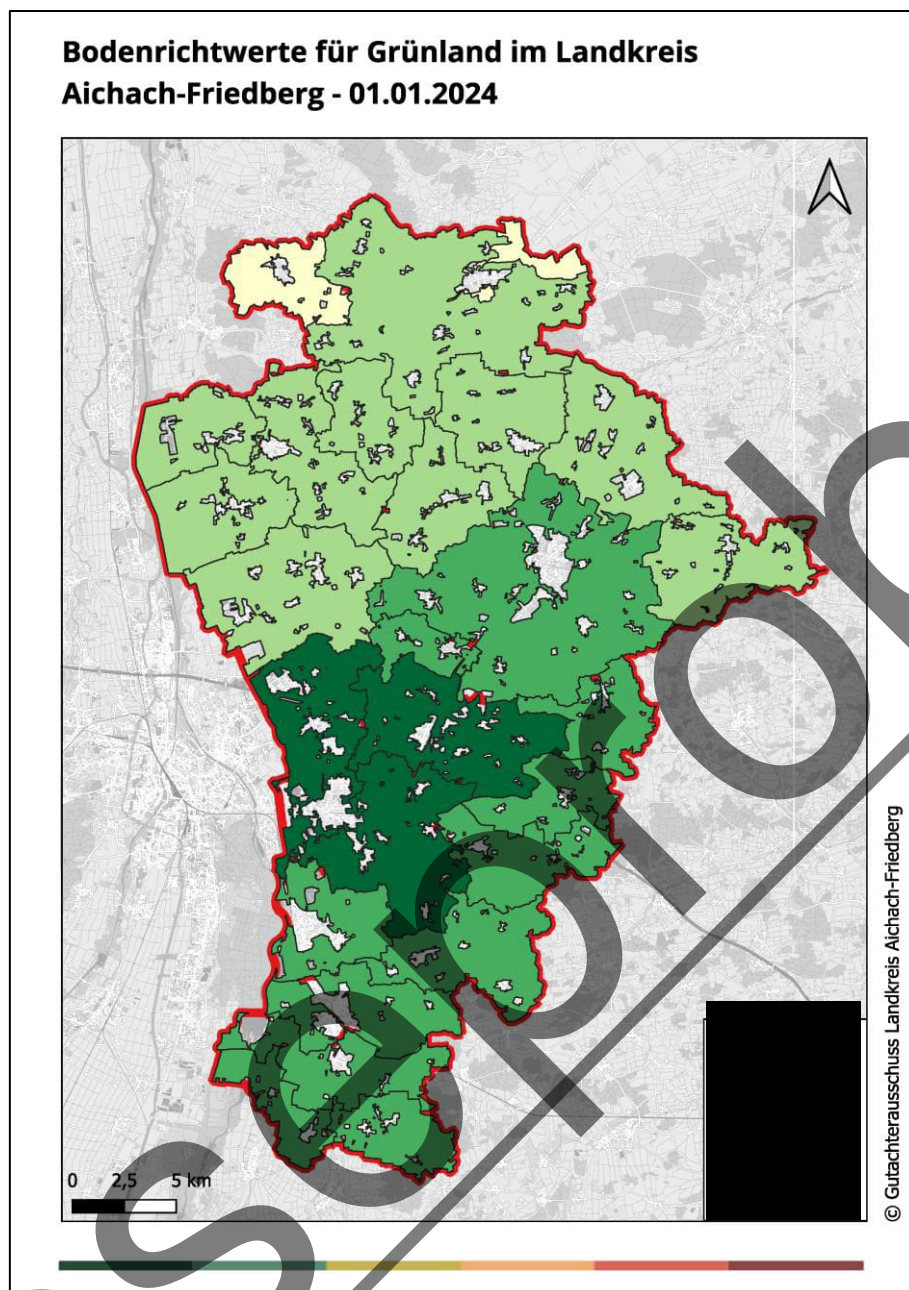 Bodenrichtwerte für Grünland im Landkreis
Aichach-Friedberg - 01.01.2024
0 2,5 5 km
© Gutachterausschuss Landkreis Aichach-Friedberg